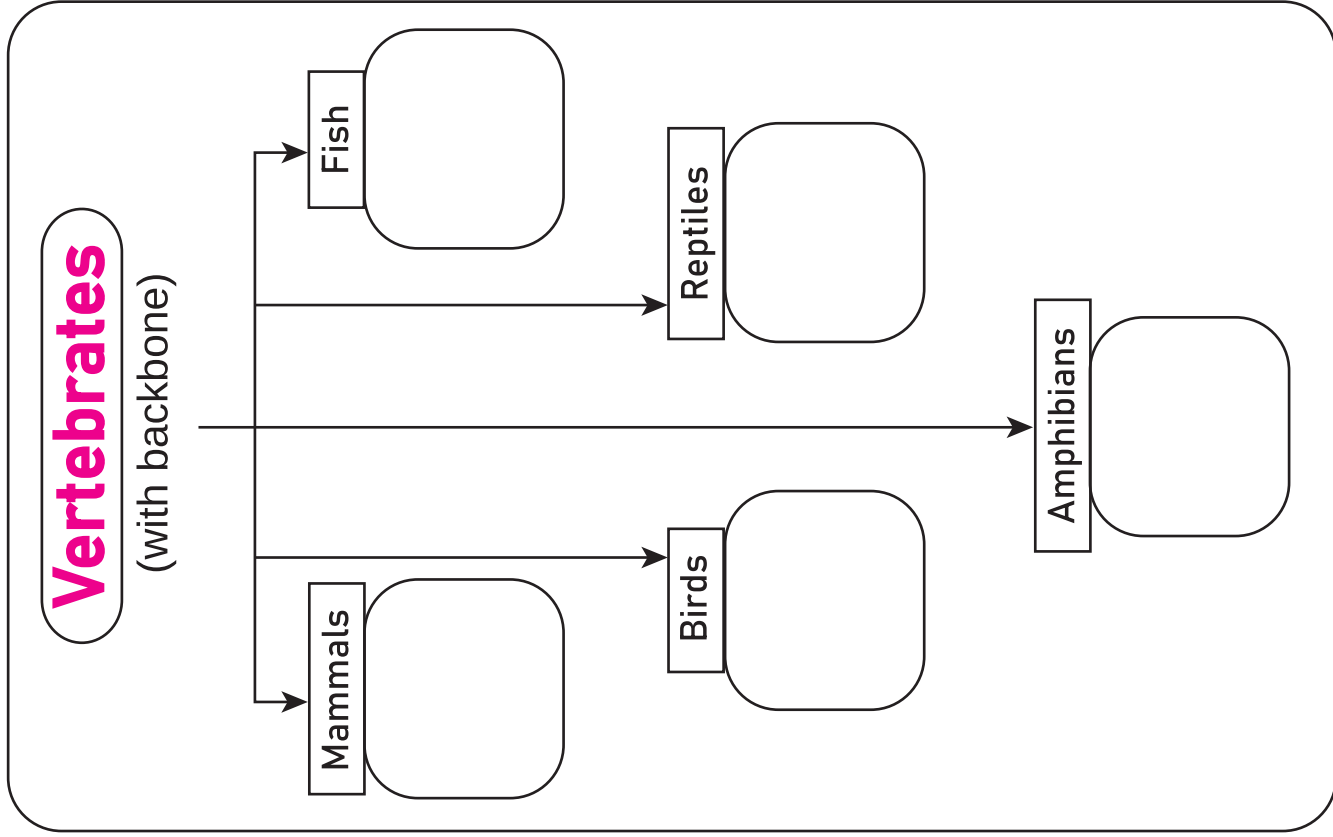 Vertebrates
(with backbone)
Mammals
Fish
Birds
Reptiles
Amphibians